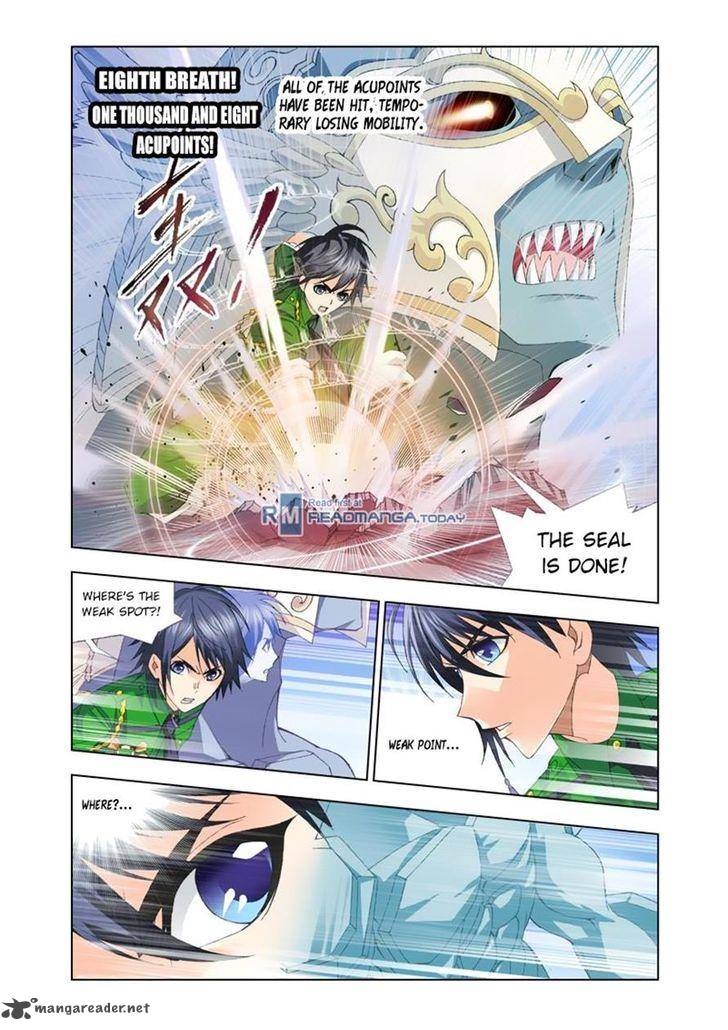 EIGHTH BREATH!
ONE THOUSAND AND EIGHT
ACUPOINTS!
ALL OF THE ACUPOINTS
HAVE BEEN HIT, TEMPO-
RARY LOSING MOBILITY.
Read first at
RM READMANGA.TODAY
THE SEAL
IS DONE!
WHERE'S THE
WEAK SPOT?!
WEAK POINT...
WHERE?...
mangareader.net